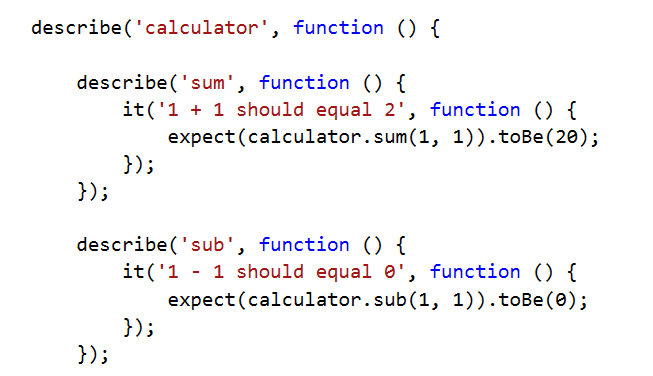 describe('calculator', function () {
    describe('sum', function () {
        it('1 + 1 should equal 2', function () {
            expect(calculator.sum(1, 1)).toBe(20);
        });
    });
    describe('sub', function () {
        it('1 - 1 should equal 0', function () {
            expect(calculator.sub(1, 1)).toBe(0);
        });
    });